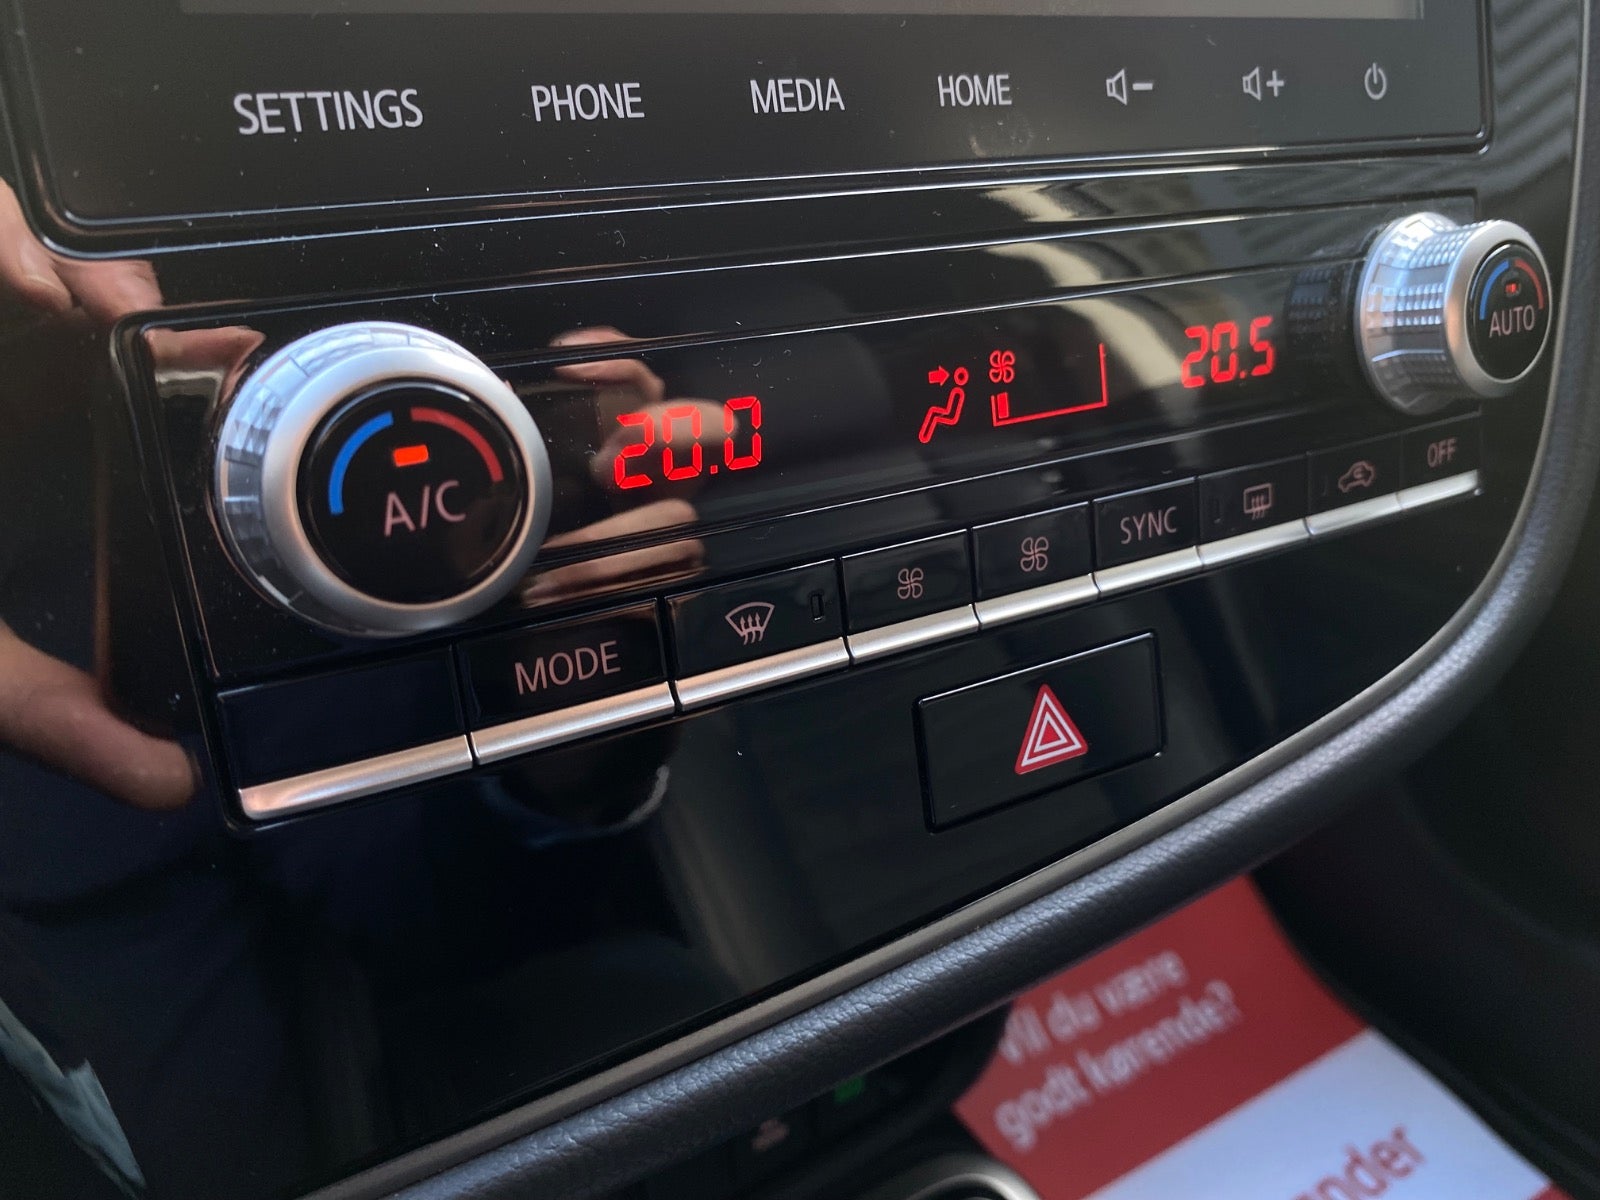 SETTINGS PHONE MEDIA HOME
A/C
20.0
20.5
AUTO
MODE
SYNC
OFF
Vil du være
godt kørende?